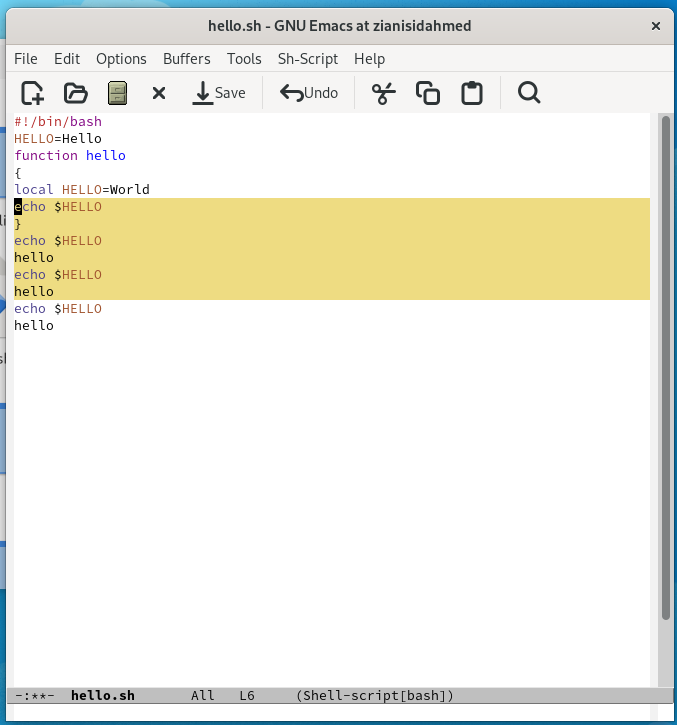 hello.sh - GNU Emacs at zianisidahmed
File Edit Options Buffers Tools Sh-Script Help
Save Undo
#!/bin/bash
HELLO=Hello
function hello
{
local HELLO=World
echo $HELLO
}
echo $HELLO
hello
echo $HELLO
hello
echo $HELLO
hello
-:**- hello.sh All L6 (Shell-script[bash])